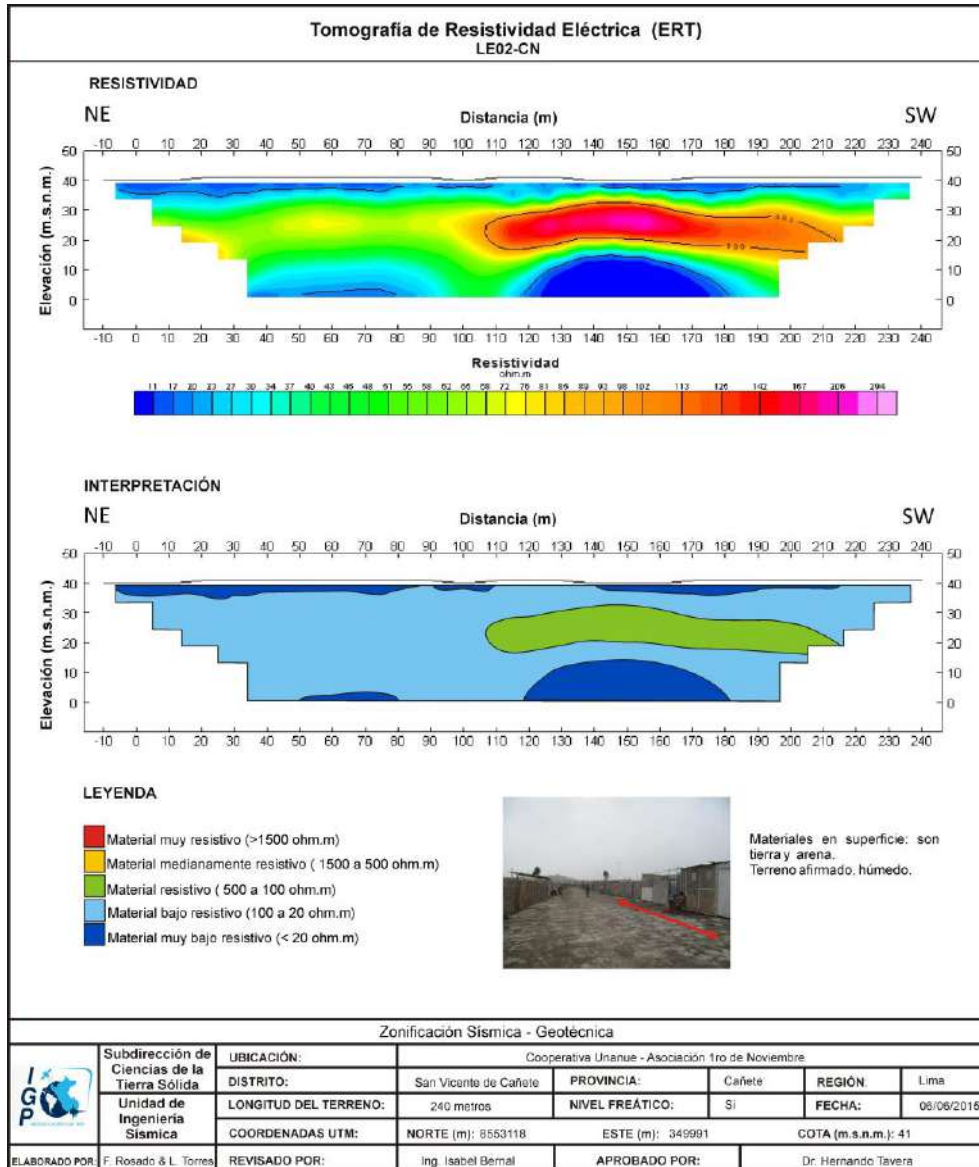 Tomografía de Resistividad Eléctrica (ERT)
LE02-CN
RESISTIVIDAD
NE
Distancia (m)
SW
-10 0 10 20 30 40 50 60 70 80 90 100 110 120 130 140 150 160 170 180 190 200 210 220 230 240
Elevación (m.s.n.m.)
50 50
40 40
30 30
20 20
10 10
0 0
100
-10 0 10 20 30 40 50 60 70 80 90 100 110 120 130 140 150 160 170 180 190 200 210 220 230 240
Resistividad
ohm.m
11 17 20 23 27 30 34 37 40 43 45 48 51 55 58 62 65 68 72 76 81 85 89 93 98 102 113 126 142 167 206 294
INTERPRETACIÓN
NE
Distancia (m)
SW
-10 0 10 20 30 40 50 60 70 80 90 100 110 120 130 140 150 160 170 180 190 200 210 220 230 240
Elevación (m.s.n.m.)
50 50
40 40
30 30
20 20
10 10
0 0
-10 0 10 20 30 40 50 60 70 80 90 100 110 120 130 140 150 160 170 180 190 200 210 220 230 240
LEYENDA
Material muy resistivo (>1500 ohm.m)
Material medianamente resistivo ( 1500 a 500 ohm.m)
Material resistivo ( 500 a 100 ohm.m)
Material bajo resistivo (100 a 20 ohm.m)
Material muy bajo resistivo (< 20 ohm.m)
Materiales en superficie: son
tierra y arena.
Terreno afirmado, húmedo.
Zonificación Sísmica - Geotécnica
IGP
Subdirección de
Ciencias de la
Tierra Sólida
Unidad de
Ingeniería
Sísmica
UBICACIÓN: Cooperativa Unanue - Asociación 1ro de Noviembre
DISTRITO: San Vicente de Cañete PROVINCIA: Cañete REGIÓN: Lima
LONGITUD DEL TERRENO: 240 metros NIVEL FREÁTICO: Si FECHA: 06/06/2015
COORDENADAS UTM: NORTE (m): 8553118 ESTE (m): 349991 COTA (m.s.n.m.): 41
ELABORADO POR: F. Rosado & L. Torres REVISADO POR: Ing. Isabel Bernal APROBADO POR: Dr. Hernando Tavera